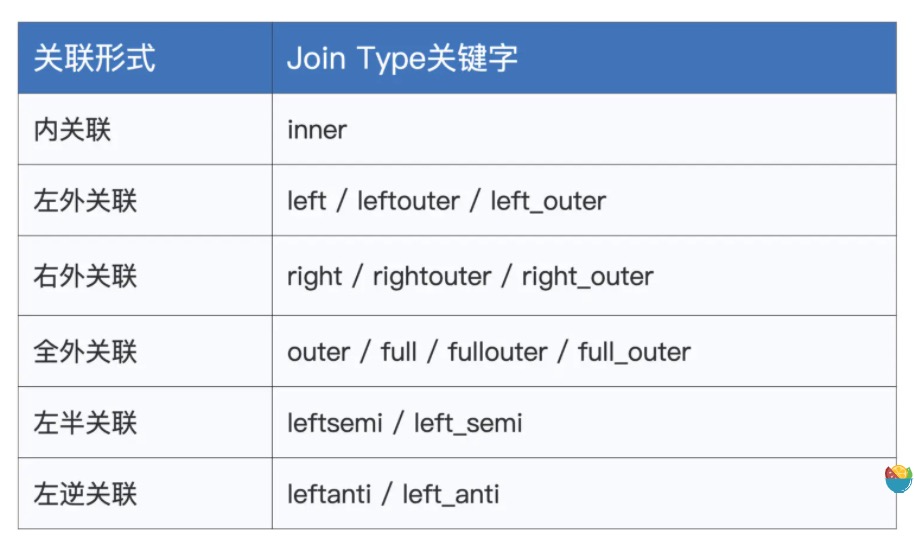 关联形式 Join Type关键字
内关联 inner
左外关联 left / leftouter / left_outer
右外关联 right / rightouter / right_outer
全外关联 outer / full / fullouter / full_outer
左半关联 leftsemi / left_semi
左逆关联 leftanti / left_anti